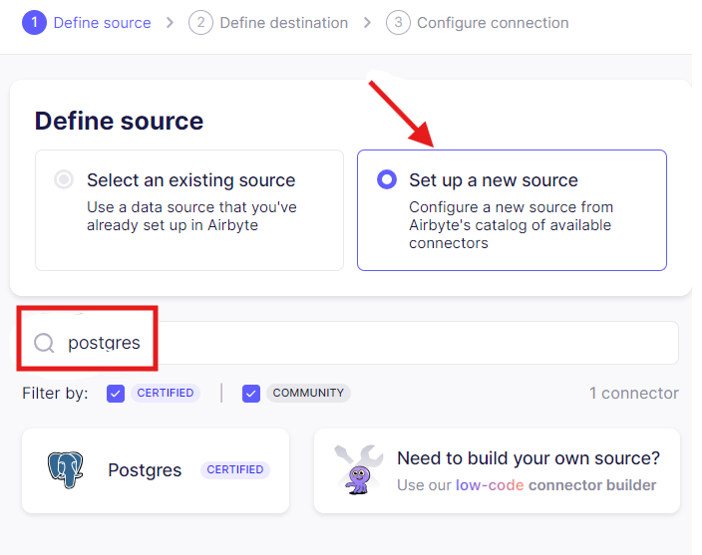 1 Define source > 2 Define destination > 3 Configure connection
Define source
Select an existing source
Use a data source that you've
already set up in Airbyte
Set up a new source
Configure a new source from
Airbyte's catalog of available
connectors
postgres
Filter by: CERTIFIED | COMMUNITY 1 connector
Postgres CERTIFIED
Need to build your own source?
Use our low-code connector builder